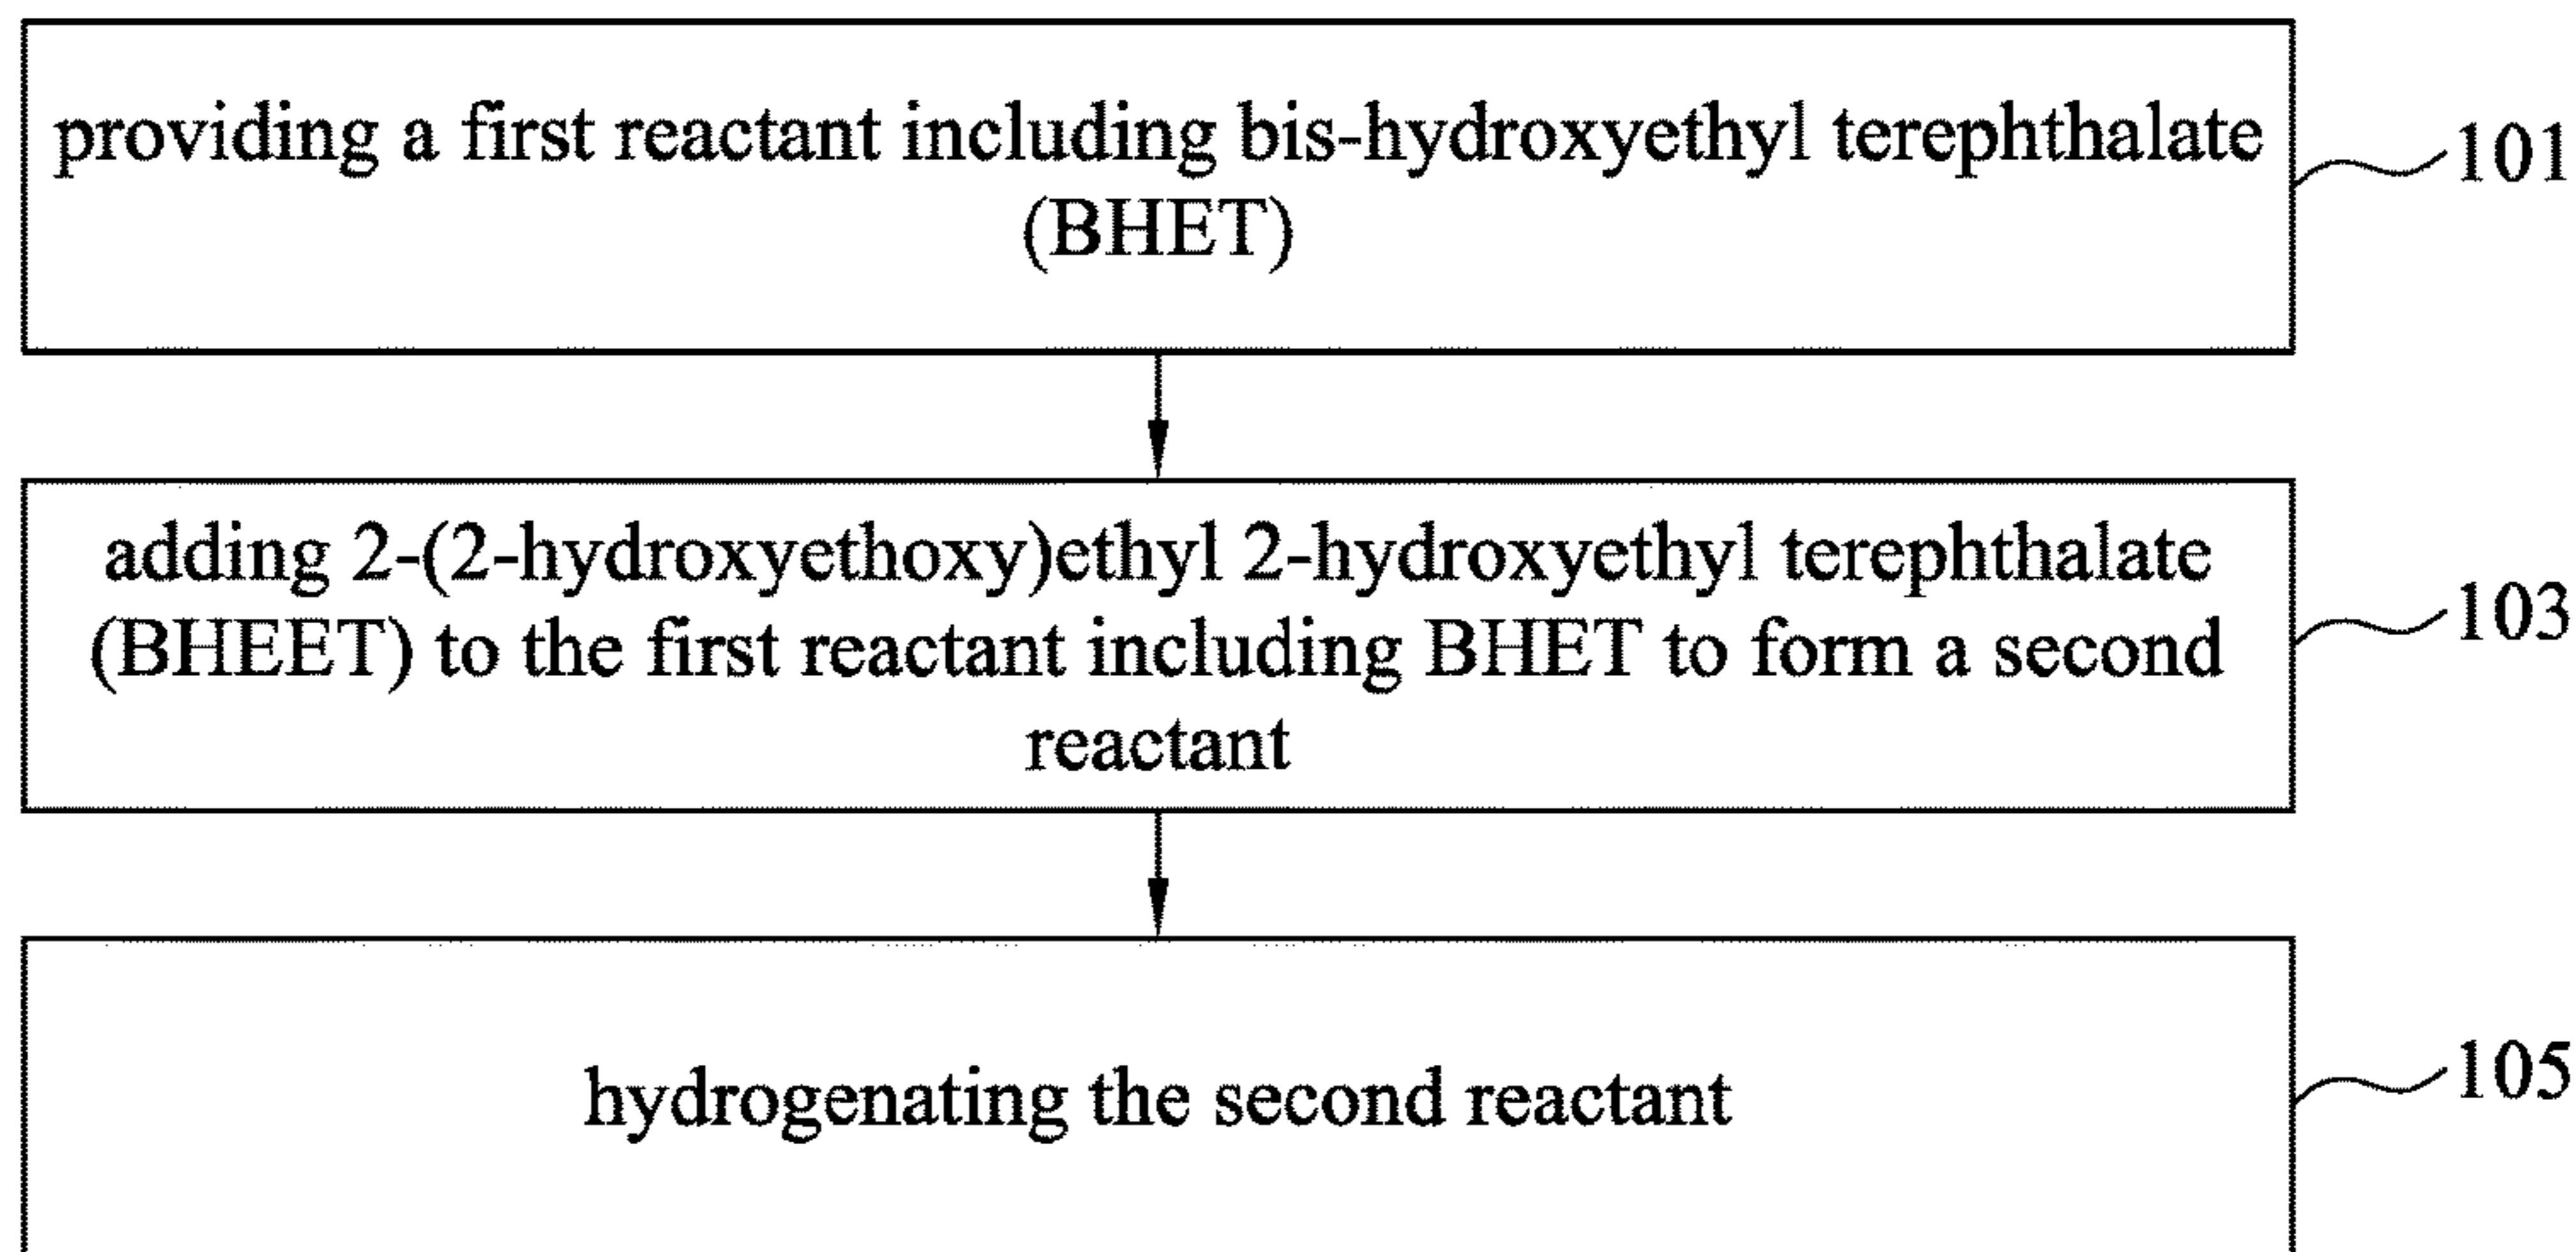 providing a first reactant including bis-hydroxyethyl terephthalate
(BHET)
101
adding 2-(2-hydroxyethoxy)ethyl 2-hydroxyethyl terephthalate
(BHEET) to the first reactant including BHET to form a second
reactant
103
hydrogenating the second reactant
105